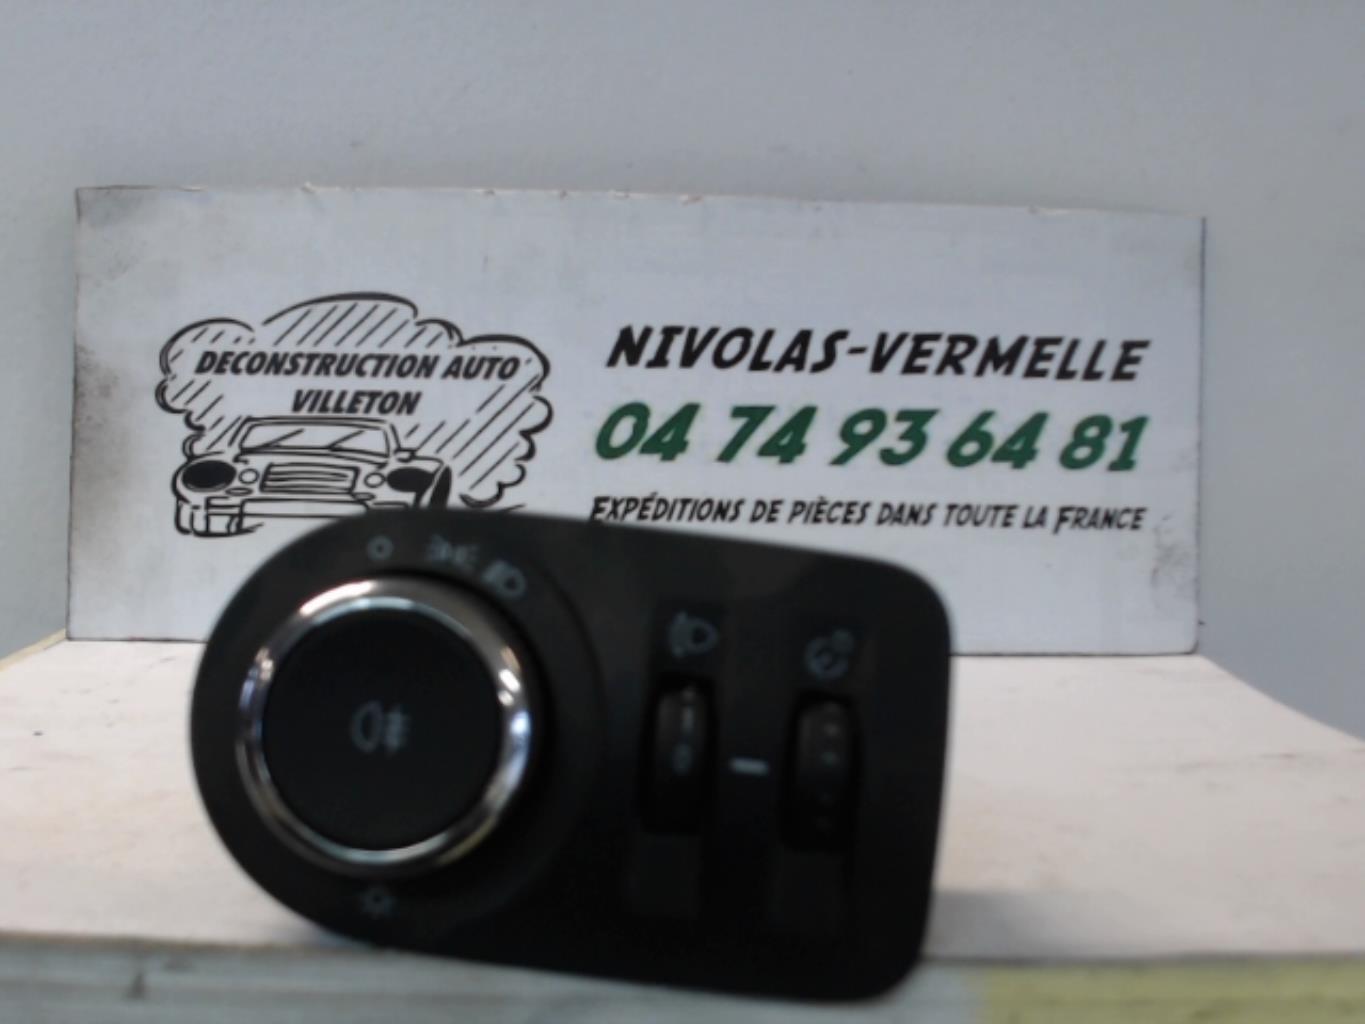 DECONSTRUCTION AUTO
VILLETON
NIVOLAS-VERMELLE
04 74 93 64 81
EXPÉDITIONS DE PIÈCES DANS TOUTE LA FRANCE